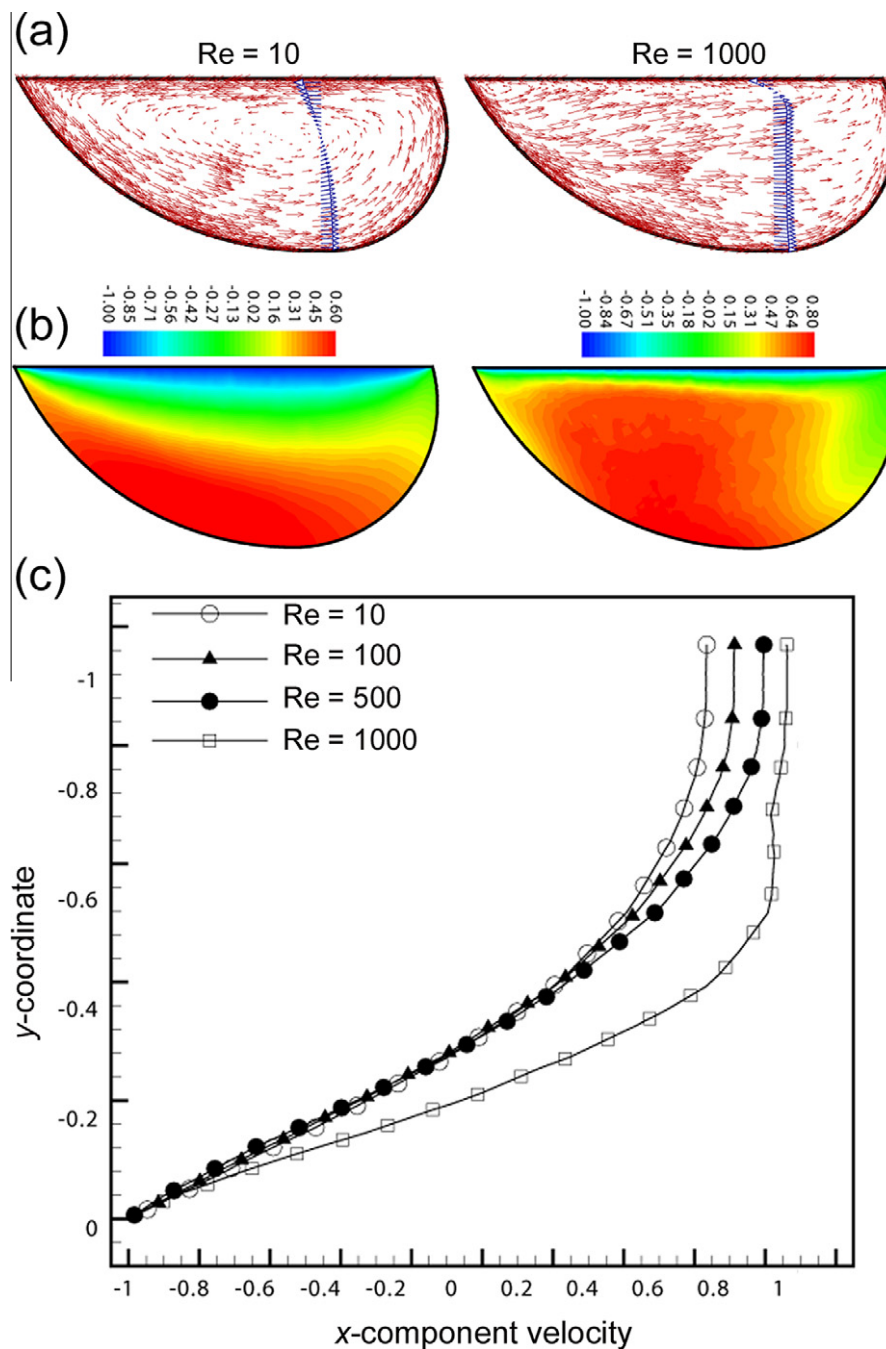 (a)
Re = 10
Re = 1000
(b)
-1.00 -0.85 -0.71 -0.56 -0.42 -0.27 -0.13 0.02 0.16 0.31 0.45 0.60
-1.00 -0.84 -0.67 -0.51 -0.35 -0.18 -0.02 0.15 0.31 0.47 0.64 0.80
(c)
Re = 10
Re = 100
Re = 500
Re = 1000
-1
-0.8
-0.6
-0.4
-0.2
0
y-coordinate
-1 -0.8 -0.6 -0.4 -0.2 0 0.2 0.4 0.6 0.8 1
x-component velocity